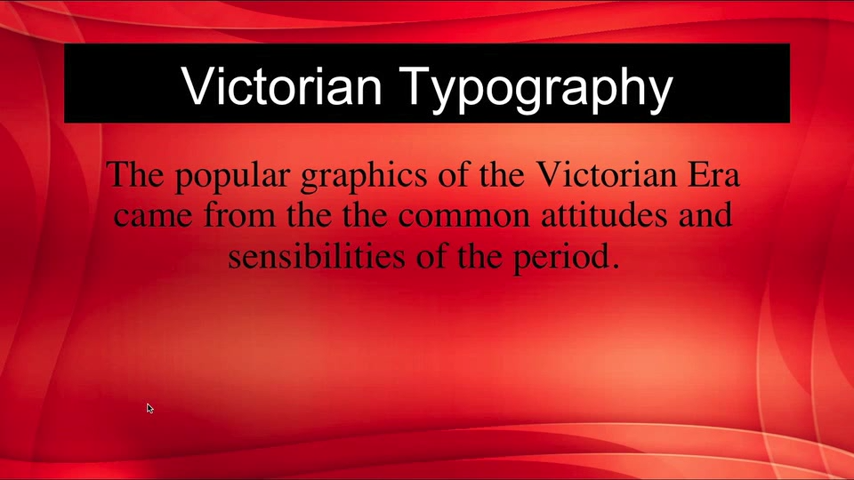 Victorian Typography
The popular graphics of the Victorian Era
came from the the common attitudes and
sensibilities of the period.